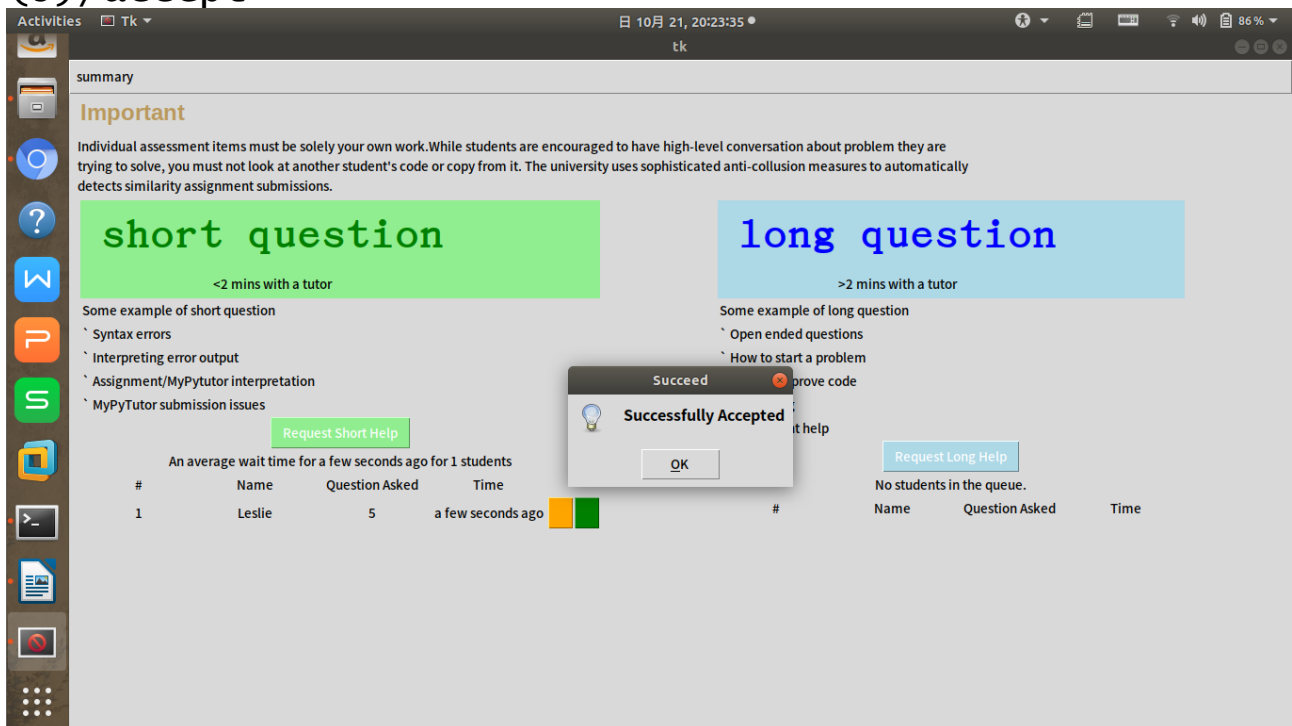 (09) accept
Activities Tk 日 10月 21, 20:23:35 86 %
tk
summary
Important
Individual assessment items must be solely your own work.While students are encouraged to have high-level conversation about problem they are
trying to solve, you must not look at another student's code or copy from it. The university uses sophisticated anti-collusion measures to automatically
detects similarity assignment submissions.
short question
<2 mins with a tutor
Some example of short question
` Syntax errors
` Interpreting error output
` Assignment/MyPytutor interpretation
` MyPyTutor submission issues
Request Short Help
An average wait time for a few seconds ago for 1 students
# Name Question Asked Time
1 Leslie 5 a few seconds ago
long question
>2 mins with a tutor
Some example of long question
` Open ended questions
` How to start a problem
prove code
t help
Succeed
Successfully Accepted
OK
Request Long Help
No students in the queue.
# Name Question Asked Time